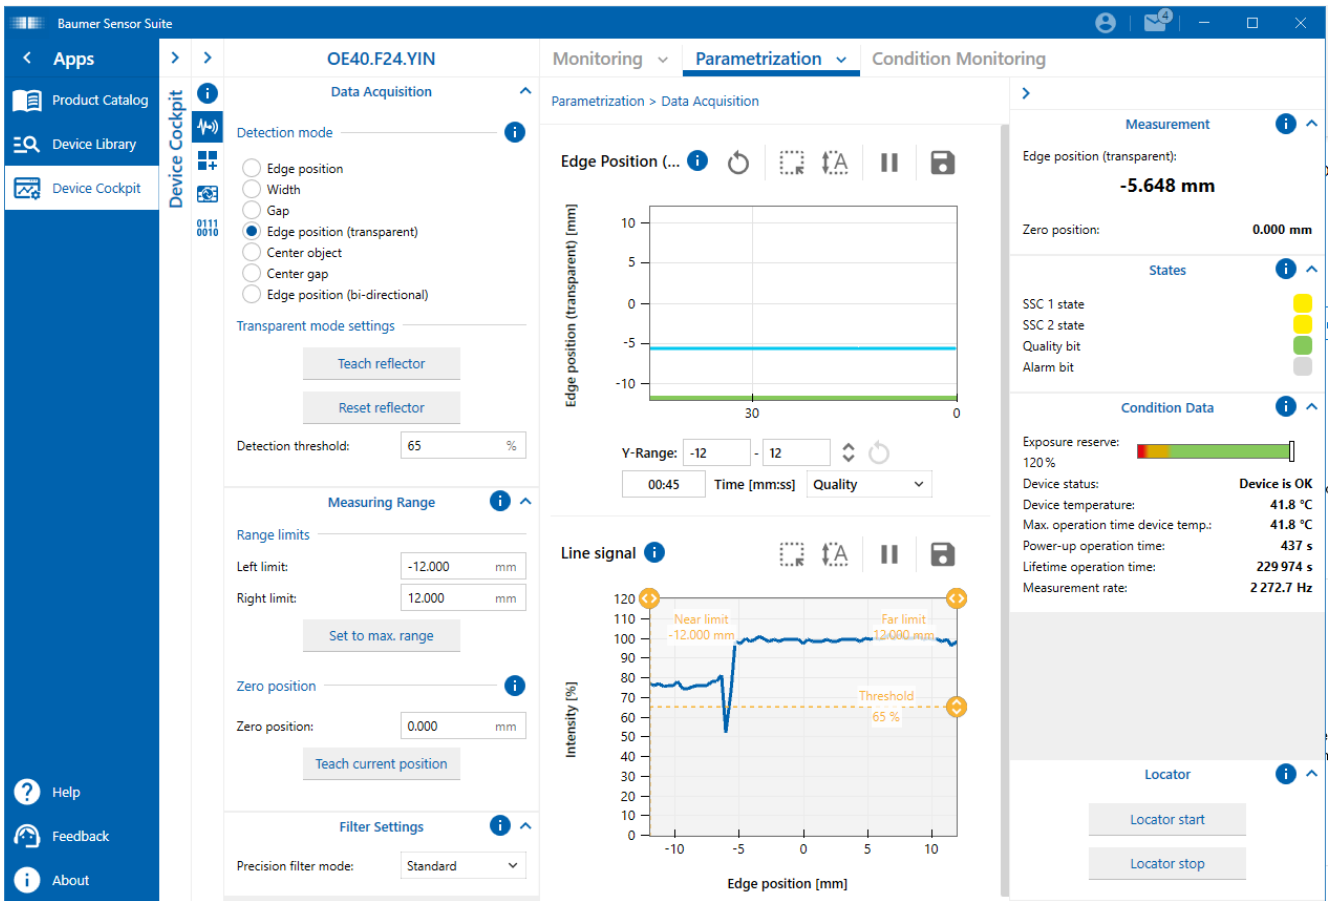 Baumer Sensor Suite
4
Apps
Product Catalog
Device Library
Device Cockpit
Help
Feedback
About
Device Cockpit
0111
0010
OE40.F24.YIN
Data Acquisition
Detection mode
Edge position
Width
Gap
Edge position (transparent)
Center object
Center gap
Edge position (bi-directional)
Transparent mode settings
Teach reflector
Reset reflector
Detection threshold: 65 %
Measuring Range
Range limits
Left limit: -12.000 mm
Right limit: 12.000 mm
Set to max. range
Zero position
Zero position: 0.000 mm
Teach current position
Filter Settings
Precision filter mode: Standard
Monitoring Parametrization Condition Monitoring
Parametrization > Data Acquisition
Edge Position (...
Edge position (transparent) [mm]
10
5
0
-5
-10
30 0
Y-Range: -12 - 12
00:45 Time [mm:ss] Quality
Line signal
Intensity [%]
120
110
100
90
80
70
60
50
40
30
20
10
0
Near limit
-12.000 mm
Far limit
12.000 mm
Threshold
65 %
-10 -5 0 5 10
Edge position [mm]
Measurement
Edge position (transparent):
-5.648 mm
Zero position: 0.000 mm
States
SSC 1 state
SSC 2 state
Quality bit
Alarm bit
Condition Data
Exposure reserve:
120 %
Device status: Device is OK
Device temperature: 41.8 °C
Max. operation time device temp.: 41.8 °C
Power-up operation time: 437 s
Lifetime operation time: 229 974 s
Measurement rate: 2 272.7 Hz
Locator
Locator start
Locator stop